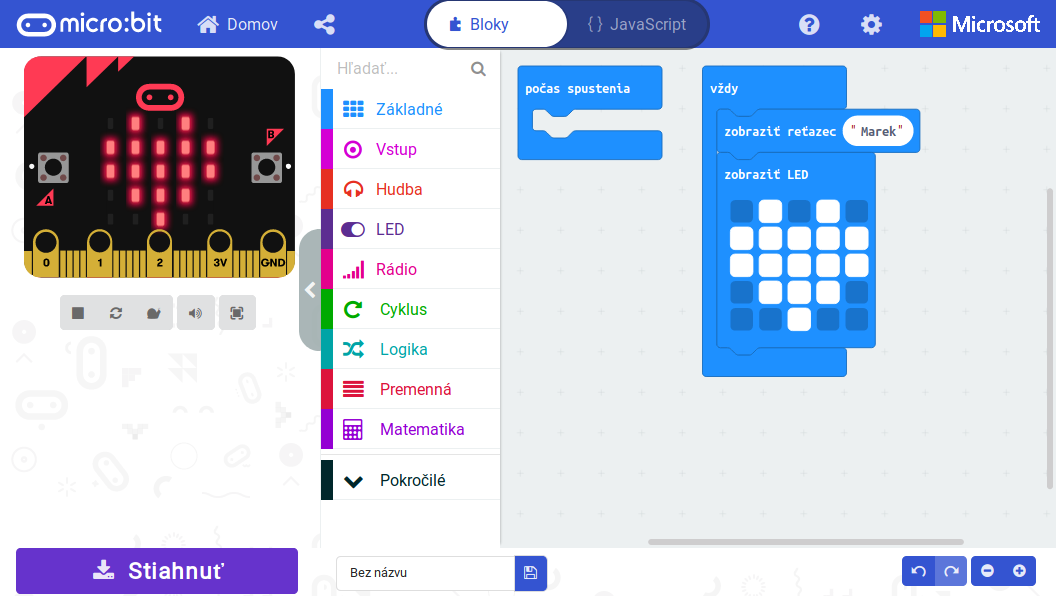 micro:bit
Domov
Bloky
{ } JavaScript
Microsoft
B
A
0 1 2 3V GND
Hľadať...
Základné
Vstup
Hudba
LED
Rádio
Cyklus
Logika
Premenná
Matematika
Pokročilé
počas spustenia
vždy
zobraziť reťazec "Marek"
zobraziť LED
Stiahnuť
Bez názvu